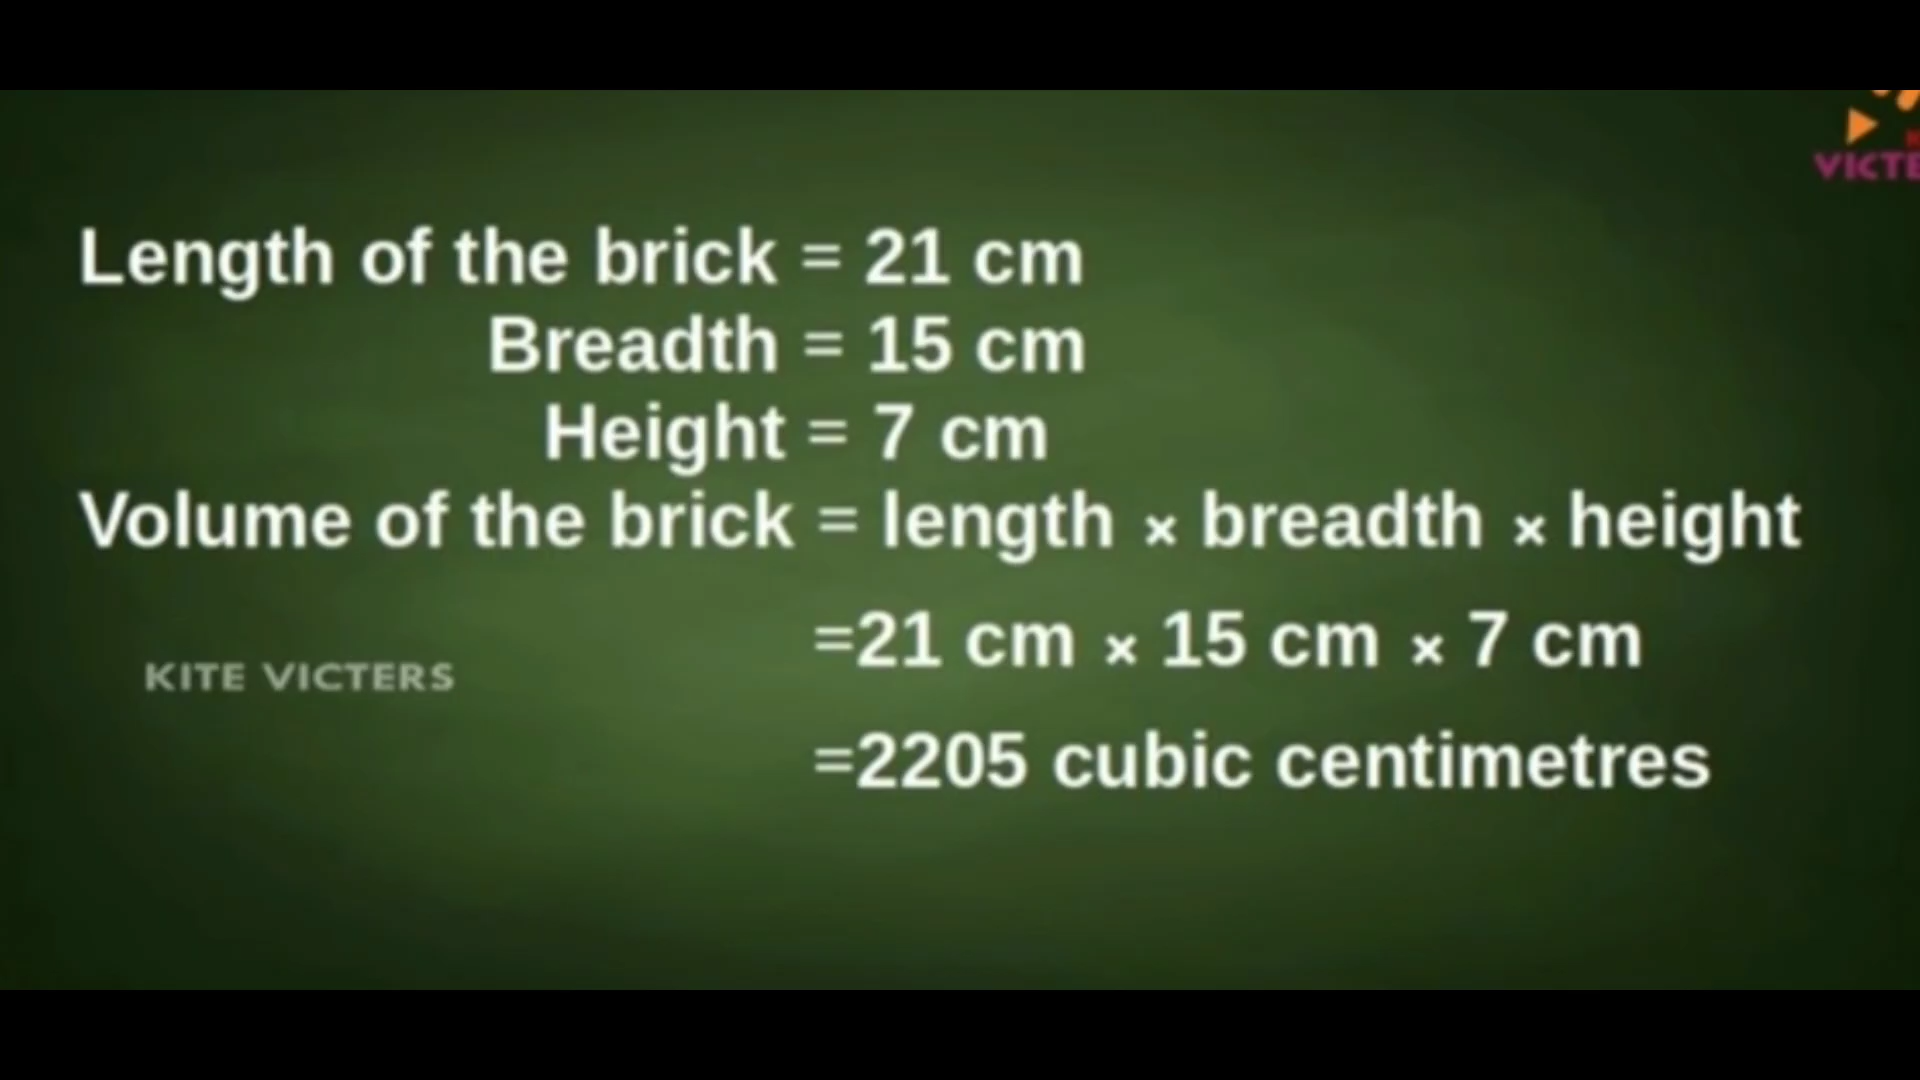 VICTE
Length of the brick = 21 cm
Breadth = 15 cm
Height = 7 cm
Volume of the brick = length × breadth × height
=21 cm × 15 cm × 7 cm
KITE VICTERS
=2205 cubic centimetres